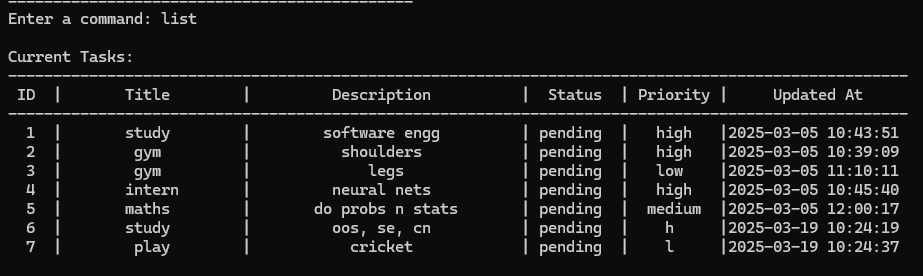 Enter a command: list
Current Tasks:
ID | Title | Description | Status | Priority | Updated At
1 | study | software engg | pending | high |2025-03-05 10:43:51
2 | gym | shoulders | pending | high |2025-03-05 10:39:09
3 | gym | legs | pending | low |2025-03-05 11:10:11
4 | intern | neural nets | pending | high |2025-03-05 10:45:40
5 | maths | do probs n stats | pending | medium |2025-03-05 12:00:17
6 | study | oos, se, cn | pending | h |2025-03-19 10:24:19
7 | play | cricket | pending | l |2025-03-19 10:24:37